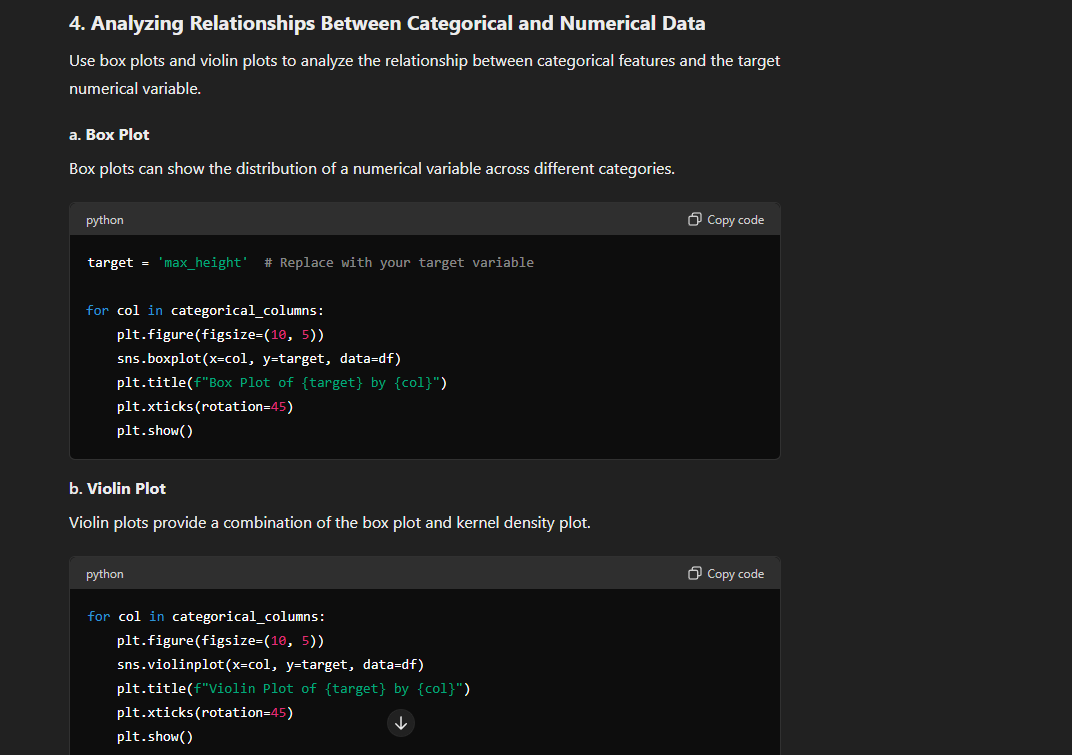 4. Analyzing Relationships Between Categorical and Numerical Data
Use box plots and violin plots to analyze the relationship between categorical features and the target
numerical variable.
a. Box Plot
Box plots can show the distribution of a numerical variable across different categories.
python
Copy code
target = 'max_height'  # Replace with your target variable
for col in categorical_columns:
    plt.figure(figsize=(10, 5))
    sns.boxplot(x=col, y=target, data=df)
    plt.title(f"Box Plot of {target} by {col}")
    plt.xticks(rotation=45)
    plt.show()
b. Violin Plot
Violin plots provide a combination of the box plot and kernel density plot.
python
Copy code
for col in categorical_columns:
    plt.figure(figsize=(10, 5))
    sns.violinplot(x=col, y=target, data=df)
    plt.title(f"Violin Plot of {target} by {col}")
    plt.xticks(rotation=45)
    plt.show()